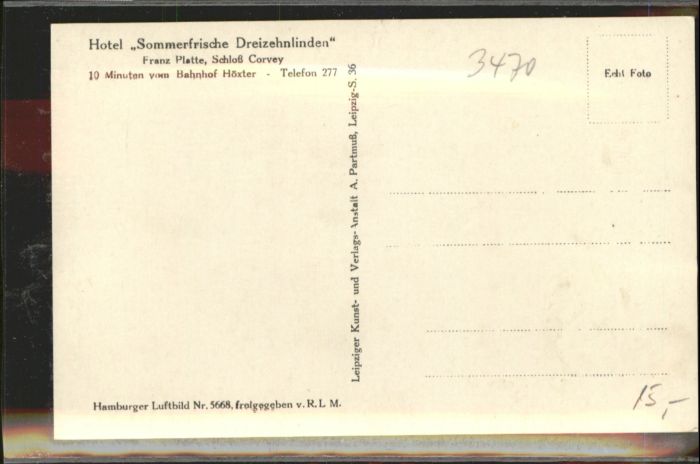 Hotel „Sommerfrische Dreizehnlinden“
Franz Platte, Schloß Corvey
10 Minuten vom Bahnhof Höxter - Telefon 277
3470
Echt Foto
Leipziger Kunst- und Verlags-Anstalt A. Partmuß, Leipzig-S. 36
Hamburger Luftbild Nr. 5668, freigegeben v. R. L M.
15,-